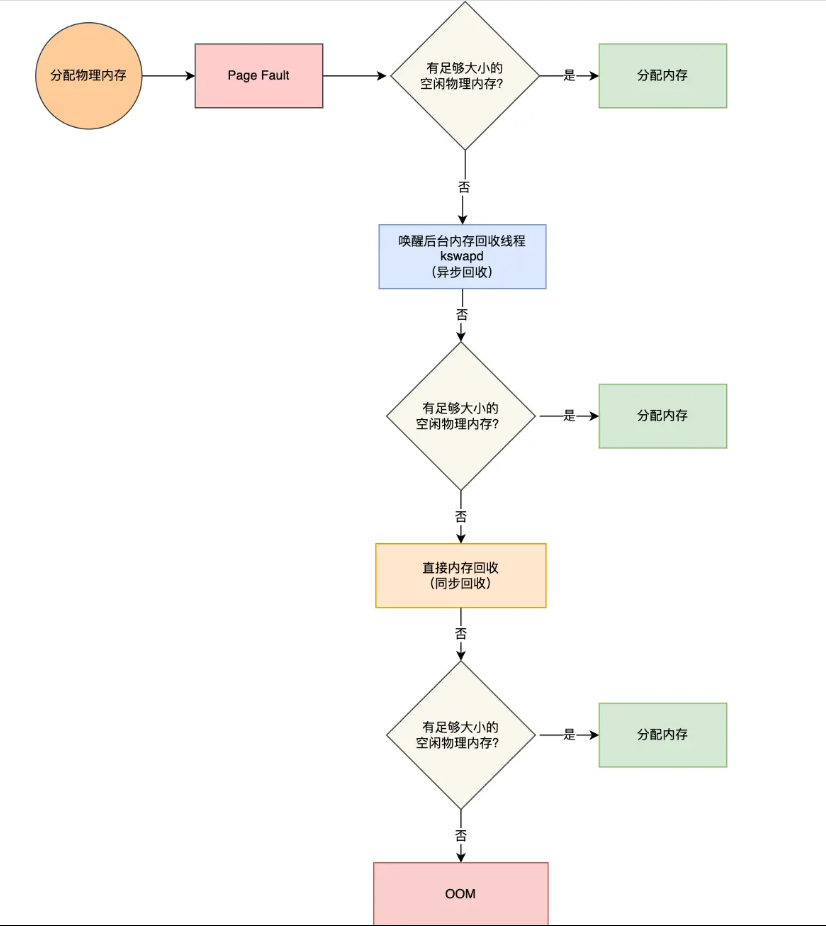 分配物理内存
Page Fault
有足够大小的
空闲物理内存?
是
分配内存
否
唤醒后台内存回收线程
kswapd
（异步回收）
否
有足够大小的
空闲物理内存?
是
分配内存
否
直接内存回收
（同步回收）
否
有足够大小的
空闲物理内存?
是
分配内存
否
OOM